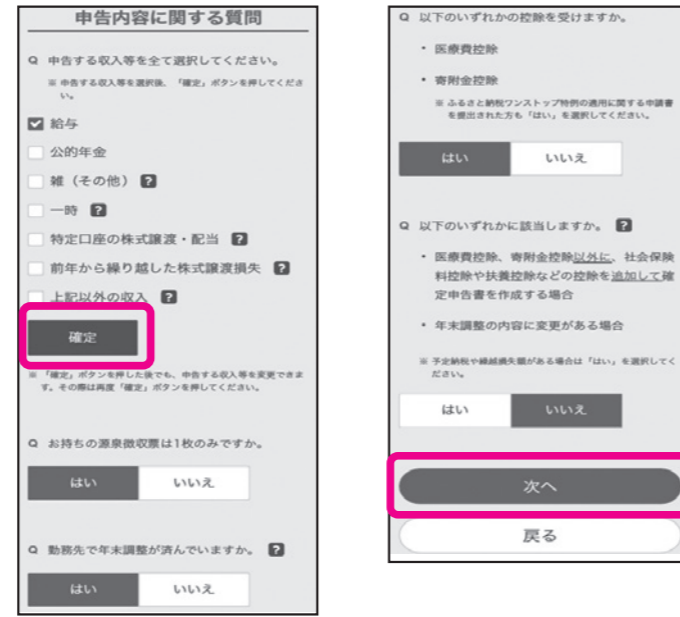 申告内容に関する質問
Q 申告する収入等を全て選択してください。
※ 申告する収入等を選択後、「確定」ボタンを押してくださ
い。
給与
公的年金
雑（その他） ?
一時 ?
特定口座の株式譲渡・配当 ?
前年から繰り越した株式譲渡損失 ?
上記以外の収入 ?
確定
※ 「確定」ボタンを押した後でも、申告する収入等を変更できま
す。その際は再度「確定」ボタンを押してください。
Q お持ちの源泉徴収票は1枚のみですか。
はい いいえ
Q 勤務先で年末調整が済んでいますか。 ?
はい いいえ
Q 以下のいずれかの控除を受けますか。
・ 医療費控除
・ 寄附金控除
※ ふるさと納税ワンストップ特例の適用に関する申請書
を提出された方も「はい」を選択してください。
はい いいえ
Q 以下のいずれかに該当しますか。 ?
・ 医療費控除、寄附金控除以外に、社会保険
料控除や扶養控除などの控除を追加して確
定申告書を作成する場合
・ 年末調整の内容に変更がある場合
※ 予定納税や繰越損失額がある場合は「はい」を選択してく
ださい。
はい いいえ
次へ
戻る